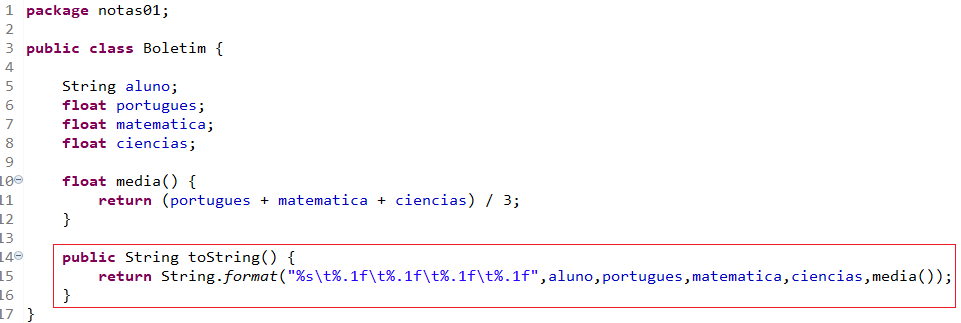 1 package notas01;
2
3 public class Boletim {
4
5 String aluno;
6 float portugues;
7 float matematica;
8 float ciencias;
9
10 float media() {
11 return (portugues + matematica + ciencias) / 3;
12 }
13
14 public String toString() {
15 return String.format("%s\t%.1f\t%.1f\t%.1f\t%.1f",aluno,portugues,matematica,ciencias,media());
16 }
17 }